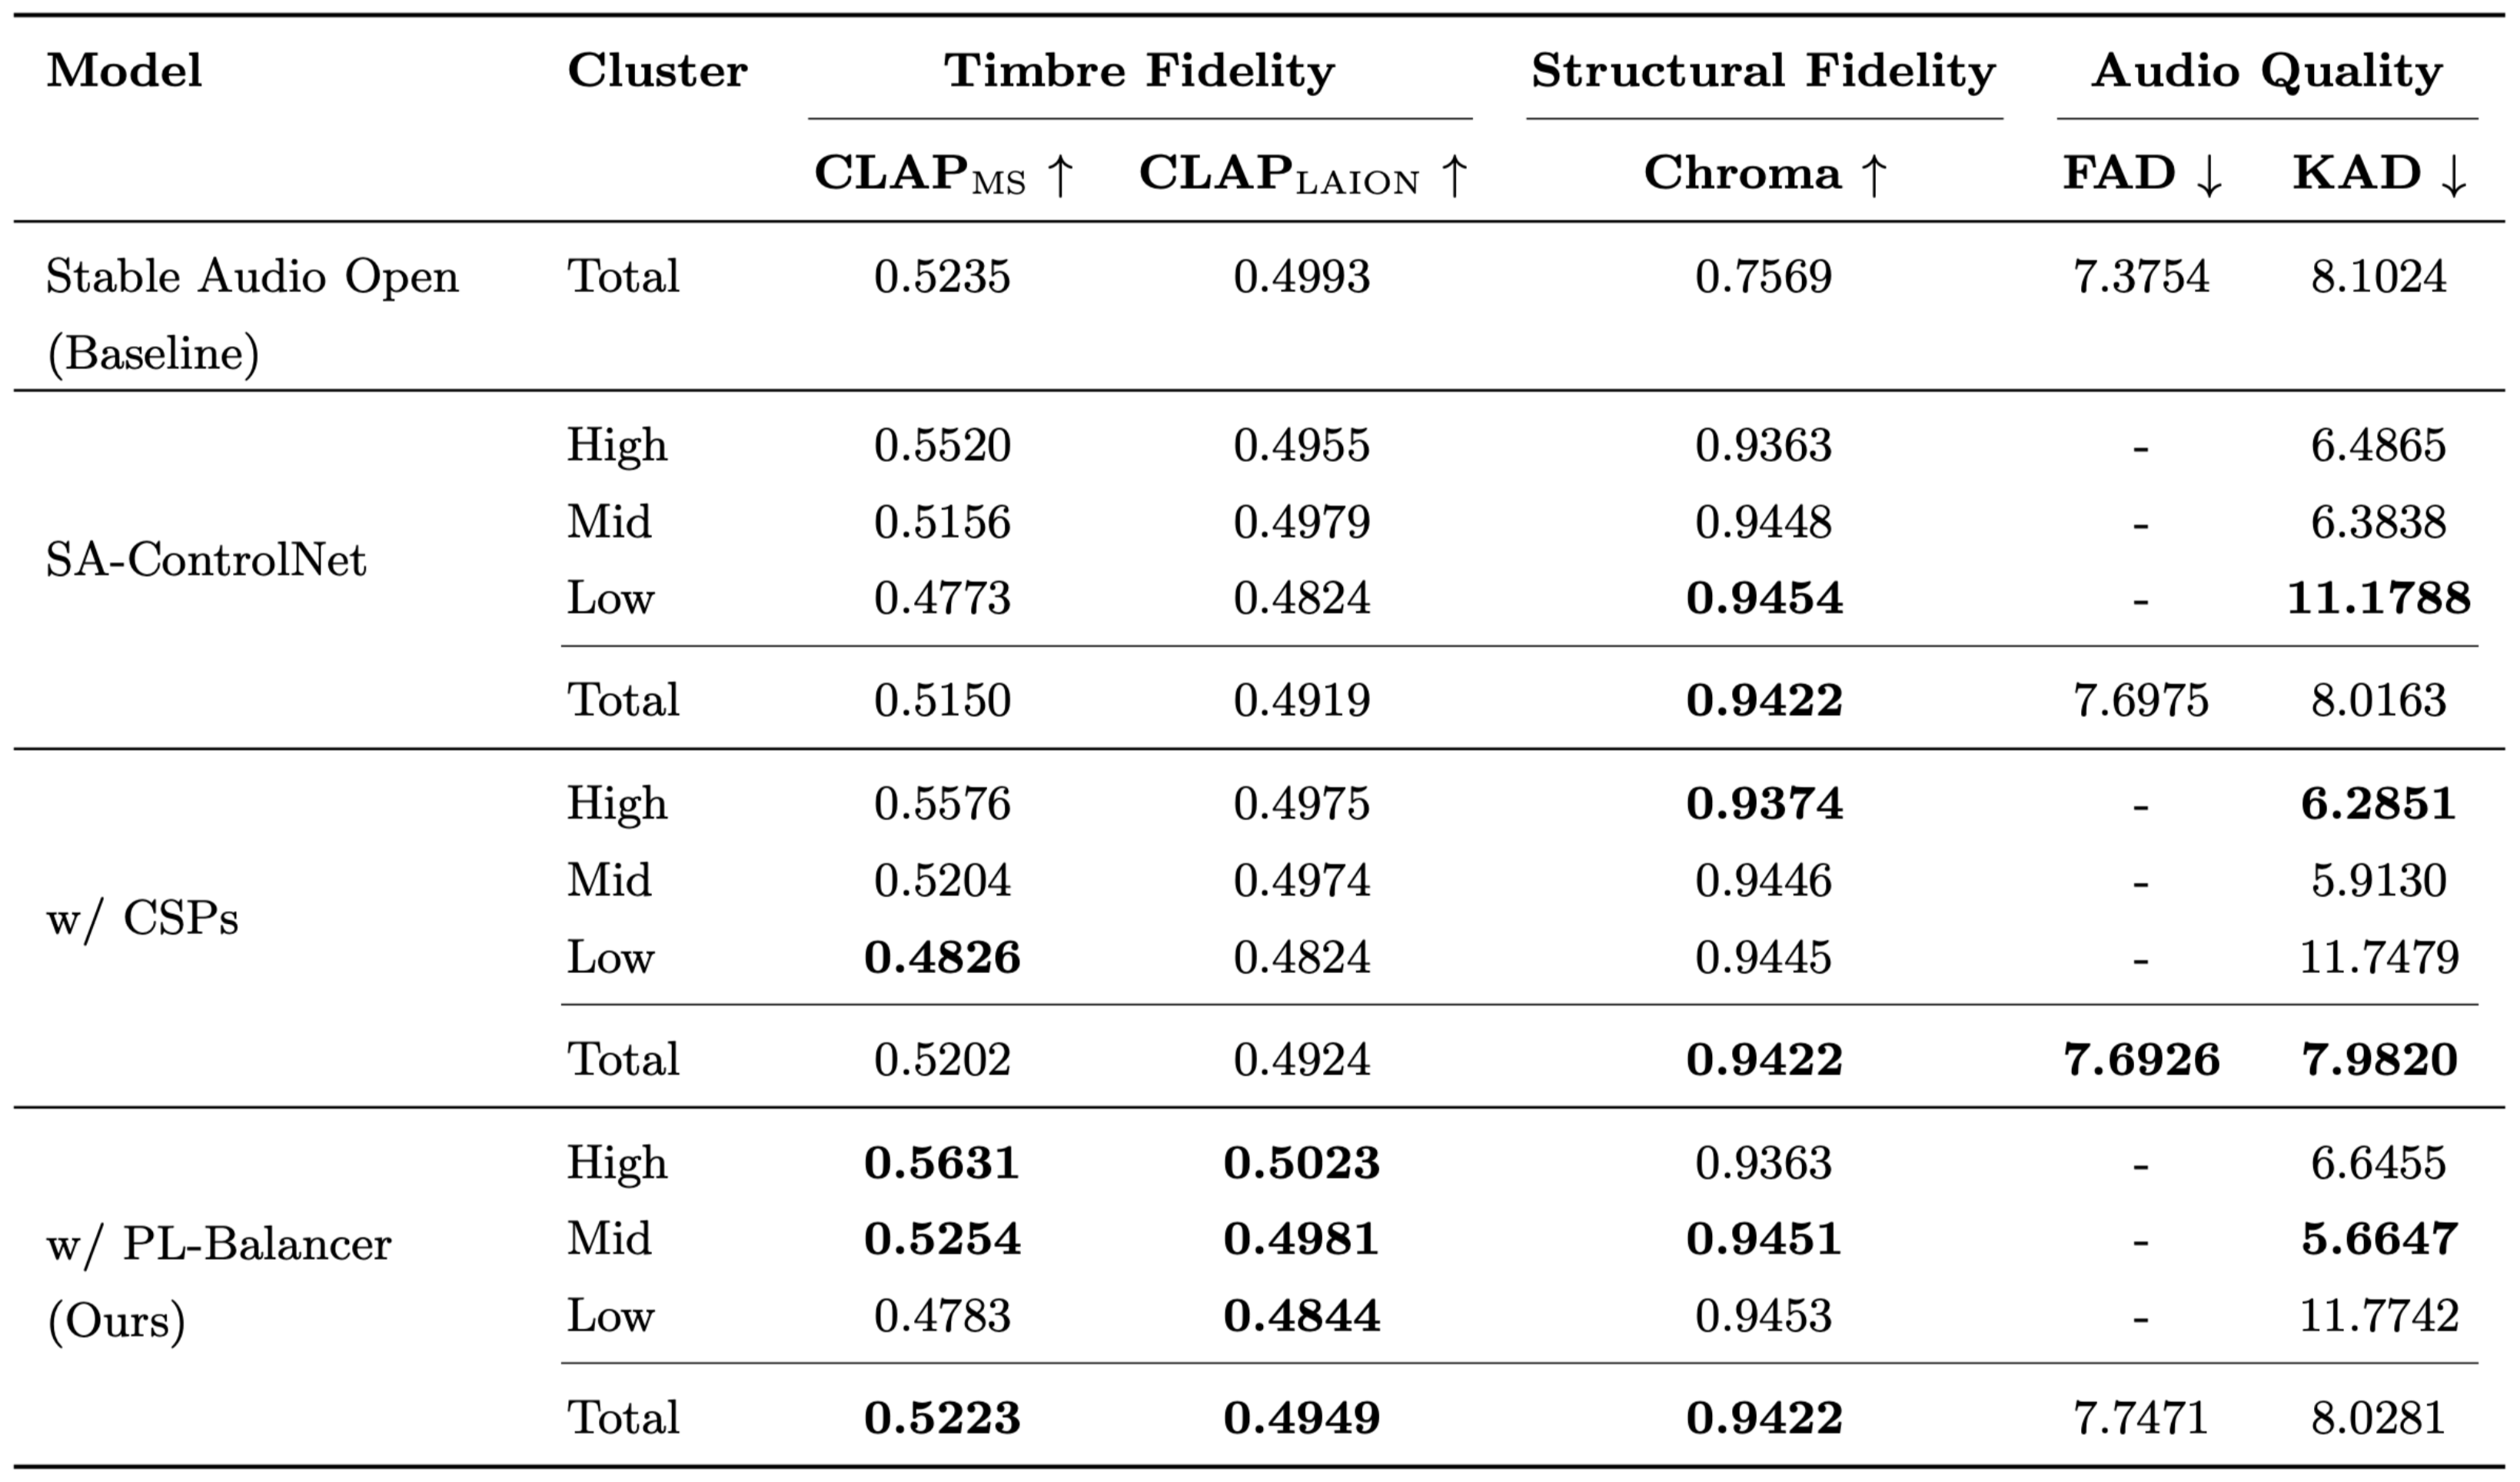 Model Cluster Timbre Fidelity Structural Fidelity Audio Quality
CLAP_MS ↑ CLAP_LAION ↑ Chroma ↑ FAD ↓ KAD ↓
Stable Audio Open Total 0.5235 0.4993 0.7569 7.3754 8.1024
(Baseline)
High 0.5520 0.4955 0.9363 - 6.4865
Mid 0.5156 0.4979 0.9448 - 6.3838
SA-ControlNet
Low 0.4773 0.4824 0.9454 - 11.1788
Total 0.5150 0.4919 0.9422 7.6975 8.0163
High 0.5576 0.4975 0.9374 - 6.2851
Mid 0.5204 0.4974 0.9446 - 5.9130
w/ CSPs
Low 0.4826 0.4824 0.9445 - 11.7479
Total 0.5202 0.4924 0.9422 7.6926 7.9820
High 0.5631 0.5023 0.9363 - 6.6455
w/ PL-Balancer Mid 0.5254 0.4981 0.9451 - 5.6647
(Ours) Low 0.4783 0.4844 0.9453 - 11.7742
Total 0.5223 0.4949 0.9422 7.7471 8.0281